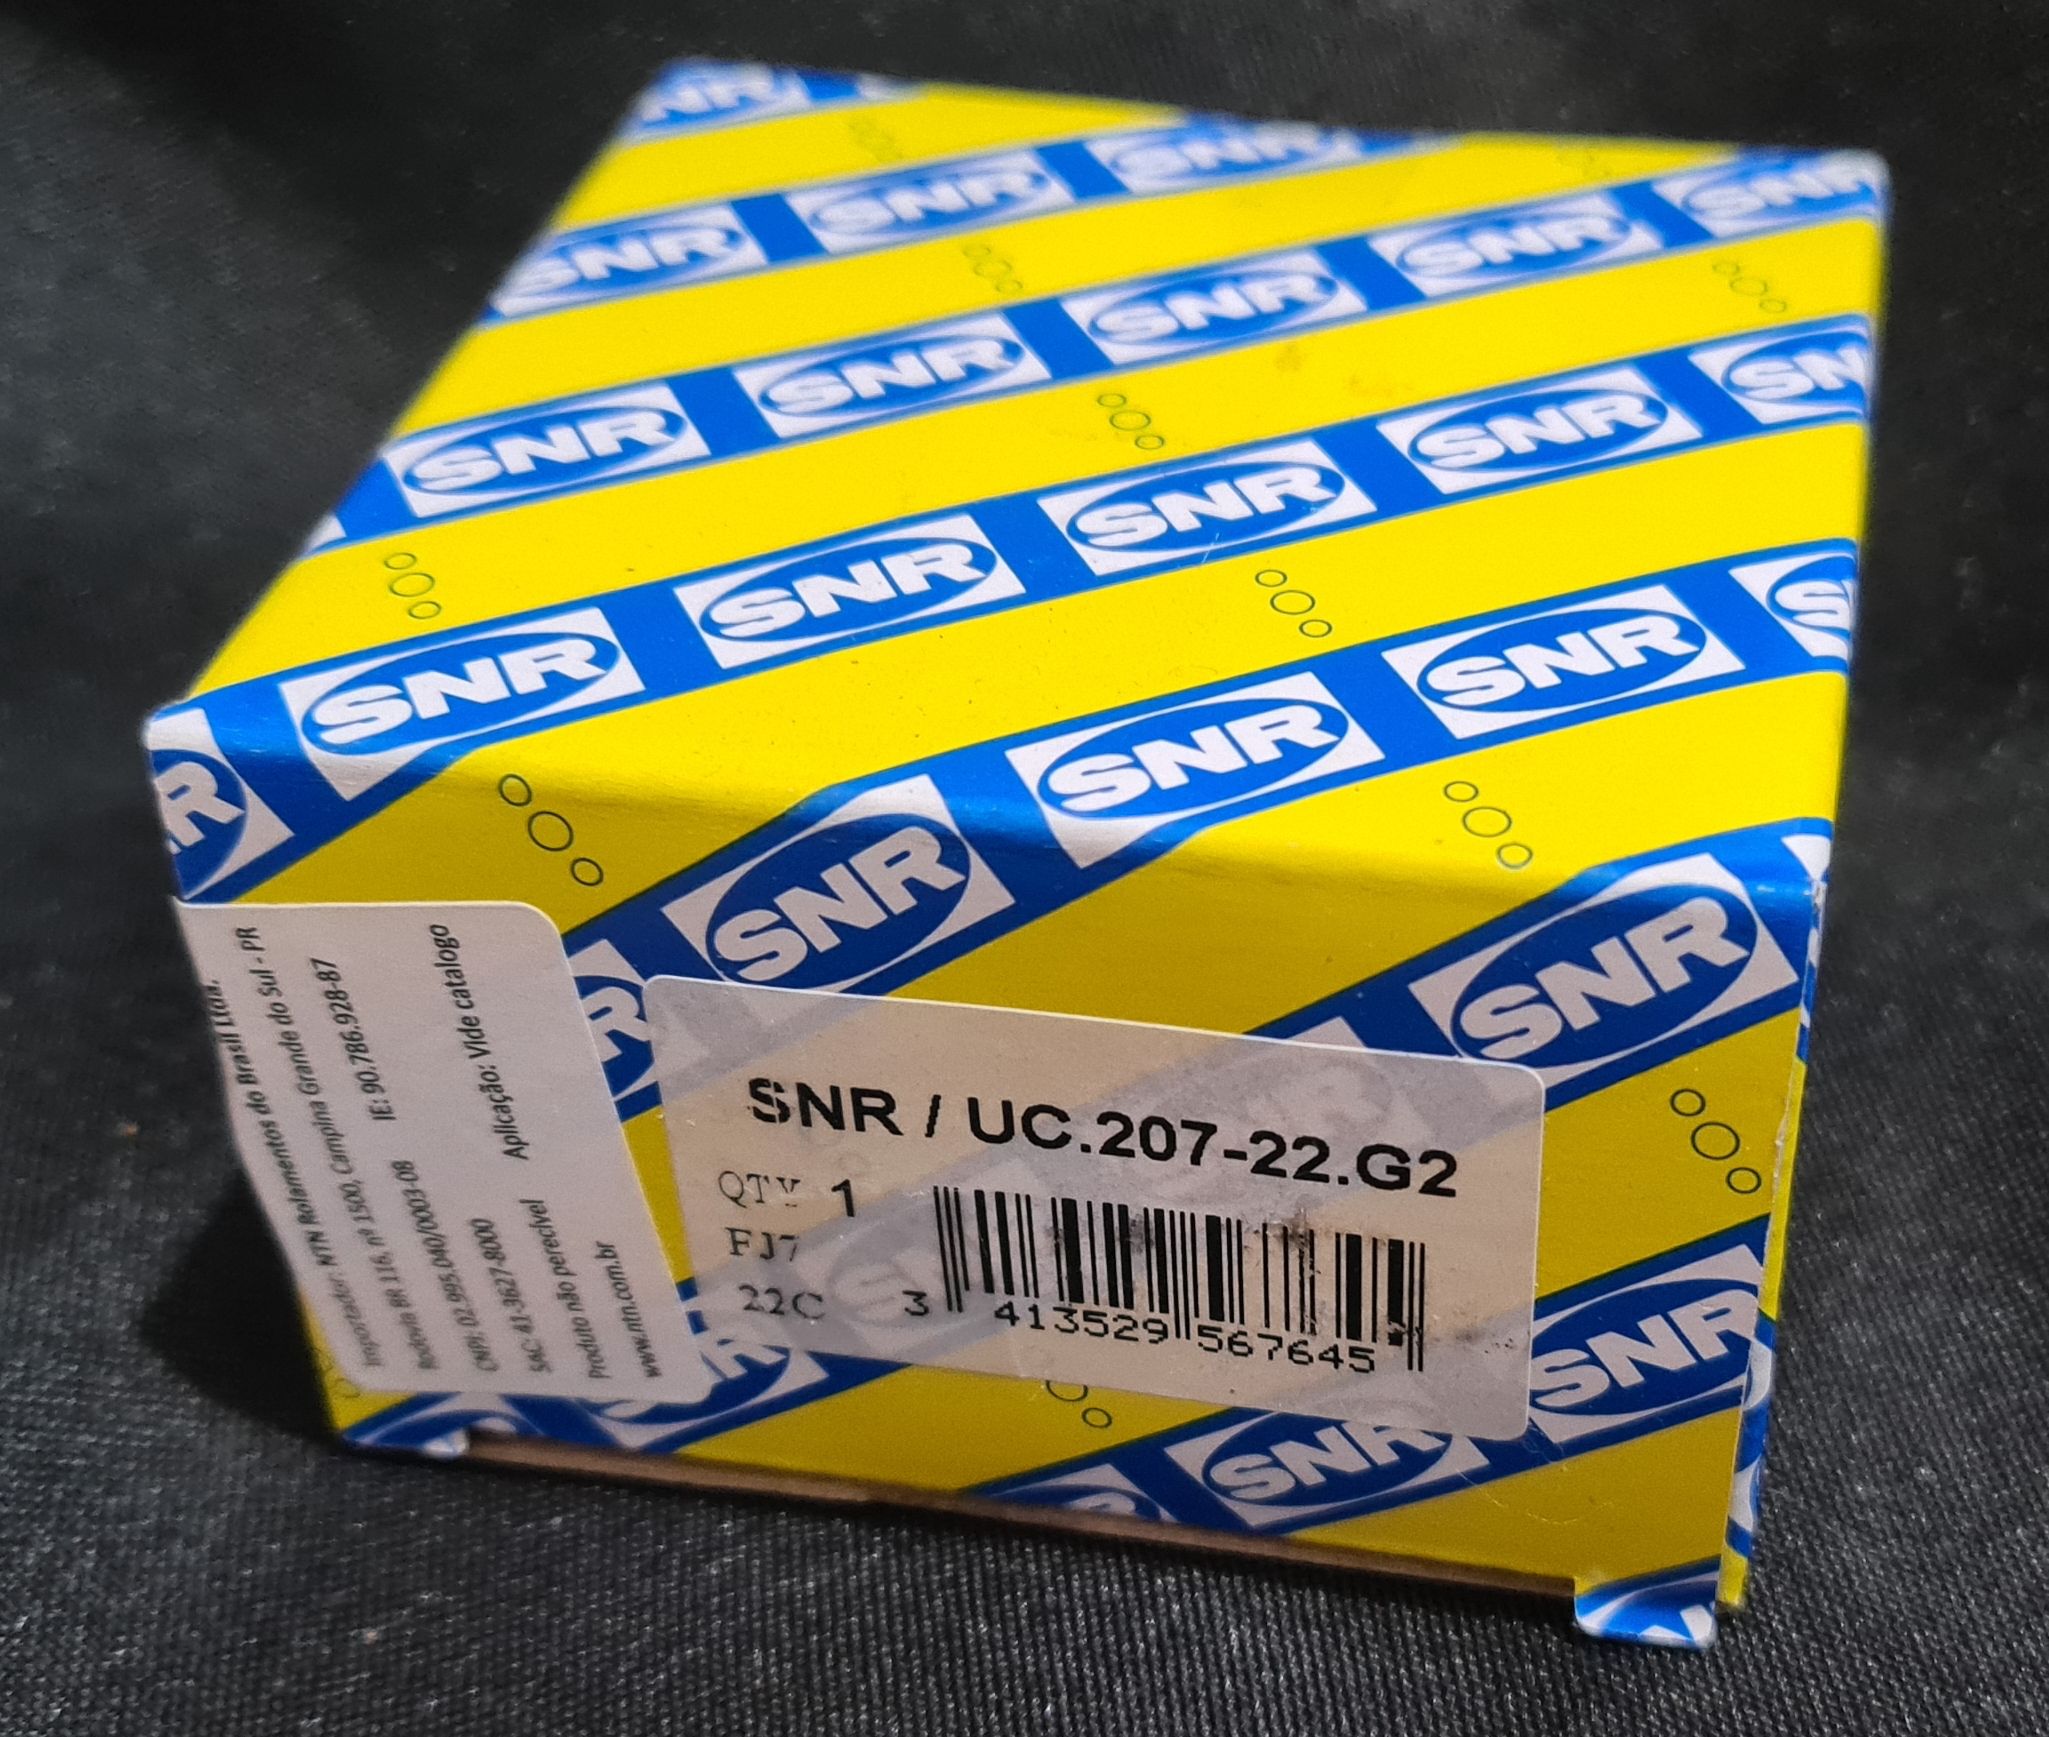 SNR
SNR / UC.207-22.G2
QTY 1
FJ7
22C
3 413529 567645
Importador: NTN Rolamentos do Brasil Ltda.
Rodovia BR 116, nº 1500, Campina Grande do Sul - PR
CNPJ: 02.995.040/0003-08 IE: 90.786.928-87
SAC: 41-3627-8000
Produto não perecível Aplicação: Vide catalogo
www.ntn.com.br